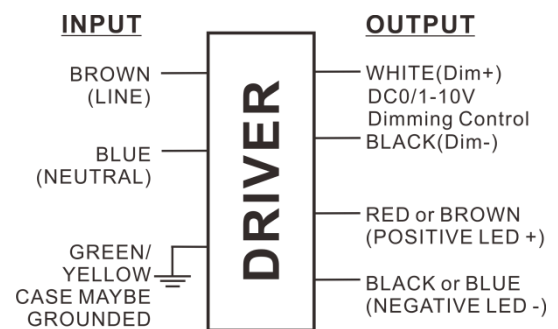 INPUT
BROWN
(LINE)
BLUE
(NEUTRAL)
GREEN/
YELLOW
CASE MAYBE
GROUNDED
DRIVER
OUTPUT
WHITE(Dim+)
DC0/1-10V
Dimming Control
BLACK(Dim-)
RED or BROWN
(POSITIVE LED +)
BLACK or BLUE
(NEGATIVE LED -)